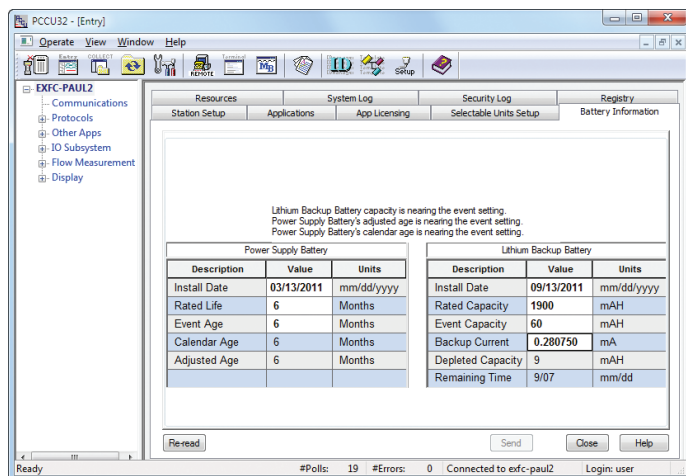 PCCU32 - [Entry]
Operate View Window Help
Entry COLLECT REMOTE Terminal MB ID Setup
EXFC-PAUL2
Communications
Protocols
Other Apps
IO Subsystem
Flow Measurement
Display
Resources System Log Security Log Registry
Station Setup Applications App Licensing Selectable Units Setup Battery Information
Lithium Backup Battery capacity is nearing the event setting.
Power Supply Battery's adjusted age is nearing the event setting.
Power Supply Battery's calendar age is nearing the event setting.
Power Supply Battery
Description Value Units
Install Date 03/13/2011 mm/dd/yyyy
Rated Life 6 Months
Event Age 6 Months
Calendar Age 6 Months
Adjusted Age 6 Months
Lithium Backup Battery
Description Value Units
Install Date 09/13/2011 mm/dd/yyyy
Rated Capacity 1900 mAH
Event Capacity 60 mAH
Backup Current 0.280750 mA
Depleted Capacity 9 mAH
Remaining Time 9/07 mm/dd
Re-read Send Close Help
Ready #Polls: 19 #Errors: 0 Connected to exfc-paul2 Login: user